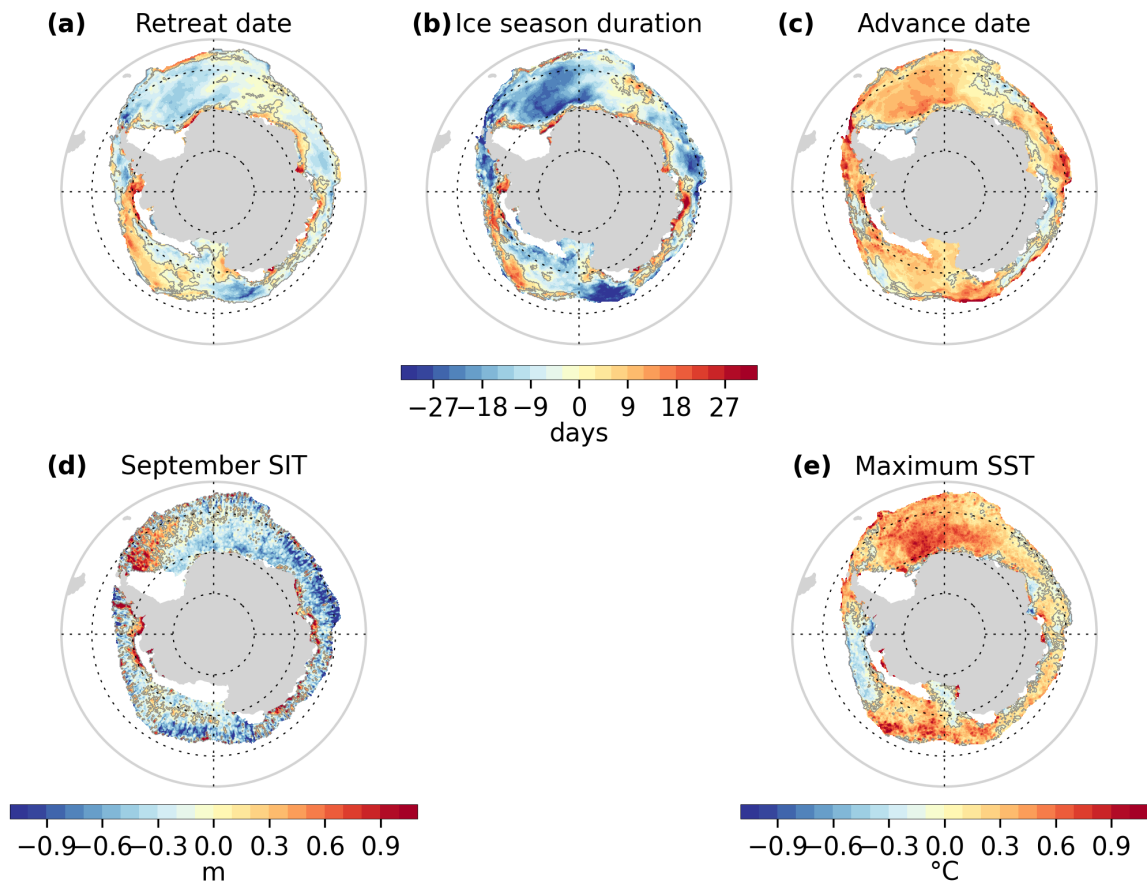 (a) Retreat date
(b) Ice season duration
(c) Advance date
−27 −18 −9 0 9 18 27
days
(d) September SIT
(e) Maximum SST
−0.9 −0.6 −0.3 0.0 0.3 0.6 0.9
m
−0.9 −0.6 −0.3 0.0 0.3 0.6 0.9
°C